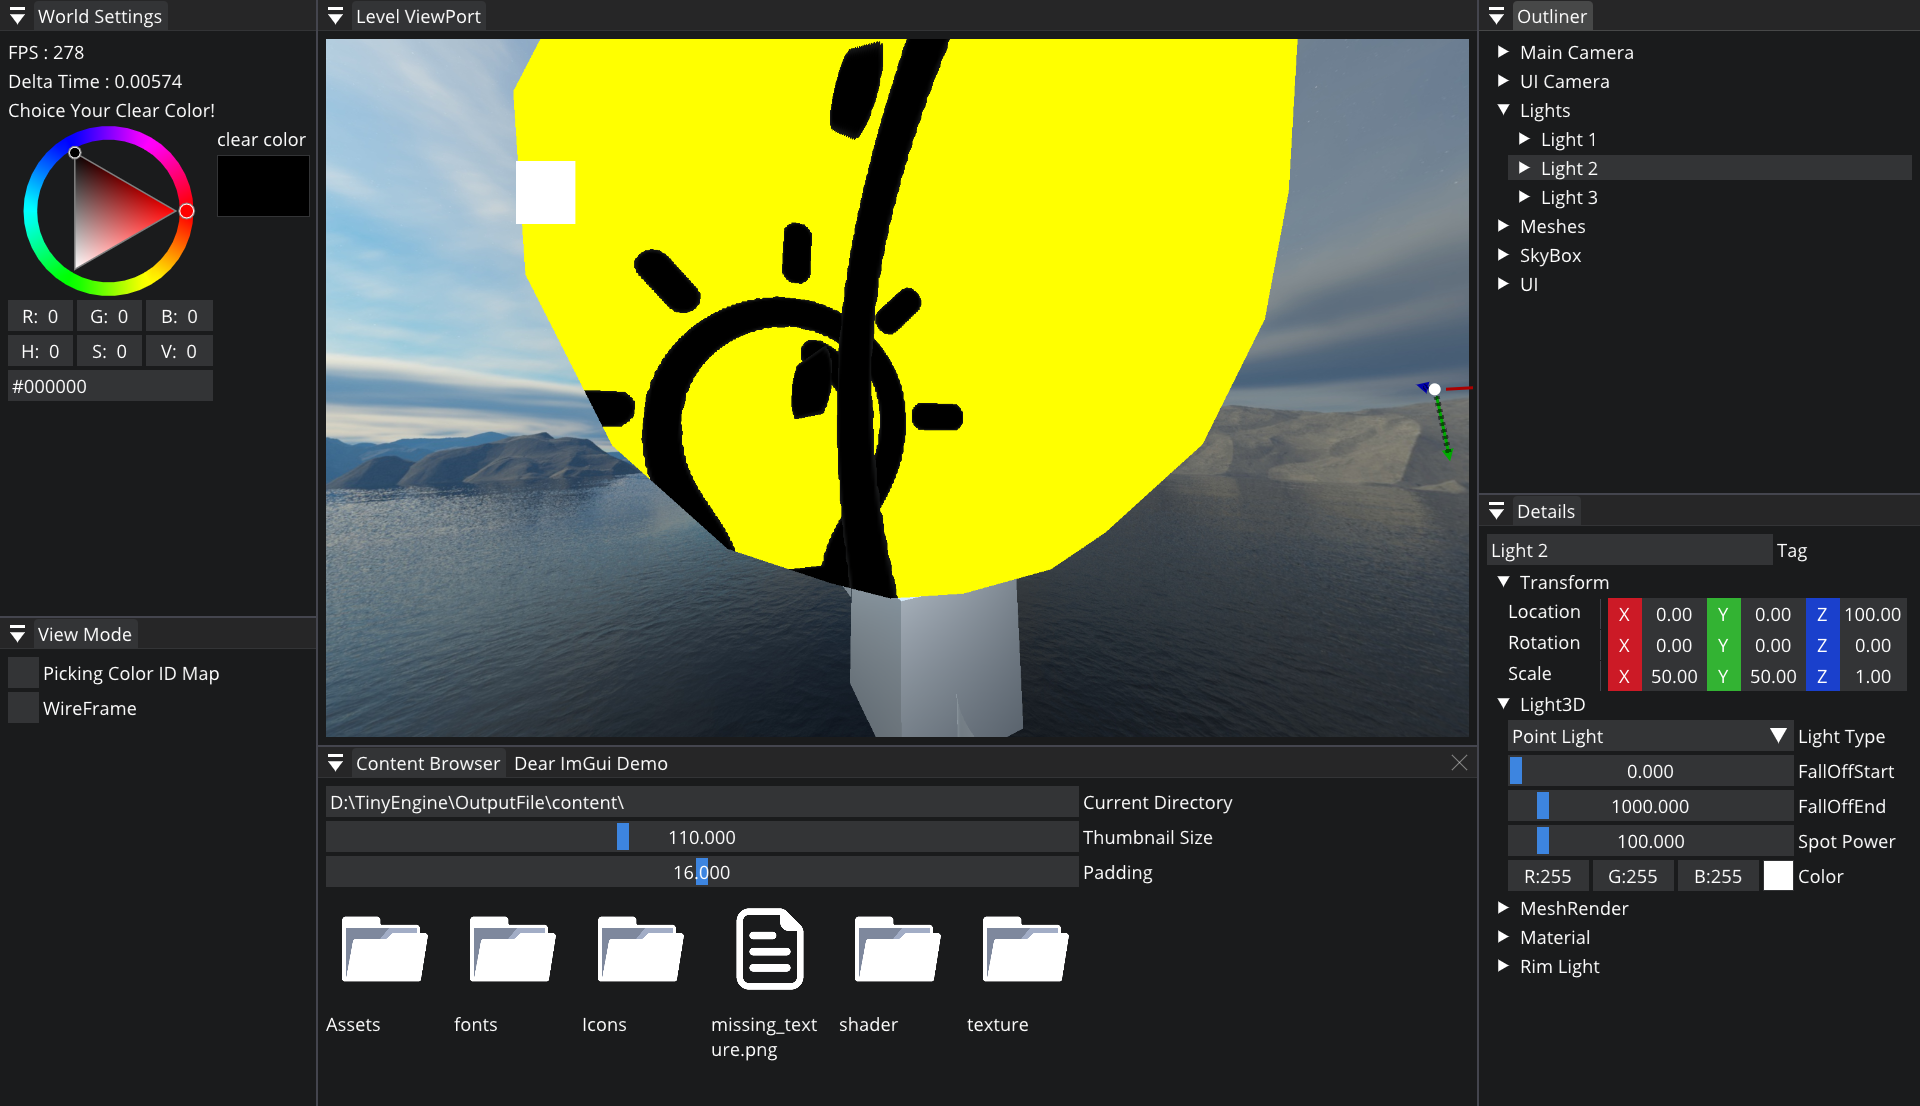 World Settings
FPS : 278
Delta Time : 0.00574
Choice Your Clear Color!
clear color
R: 0 G: 0 B: 0
H: 0 S: 0 V: 0
#000000
View Mode
Picking Color ID Map
WireFrame
Level ViewPort
Content Browser Dear ImGui Demo
D:\TinyEngine\OutputFile\content\ Current Directory
110.000 Thumbnail Size
16.000 Padding
Assets
fonts
Icons
missing_text
ure.png
shader
texture
Outliner
Main Camera
UI Camera
Lights
Light 1
Light 2
Light 3
Meshes
SkyBox
UI
Details
Light 2 Tag
Transform
Location X 0.00 Y 0.00 Z 100.00
Rotation X 0.00 Y 0.00 Z 0.00
Scale X 50.00 Y 50.00 Z 1.00
Light3D
Point Light Light Type
0.000 FallOffStart
1000.000 FallOffEnd
100.000 Spot Power
R:255 G:255 B:255 Color
MeshRender
Material
Rim Light